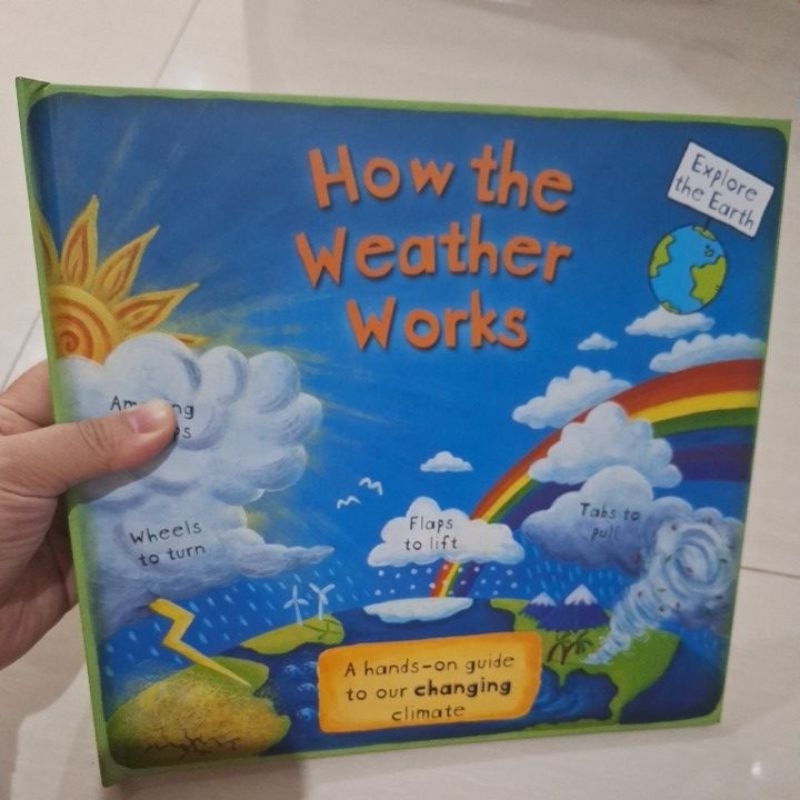 How the
Weather
Works
Explore
the Earth
Wheels
to turn
Flaps
to lift
Tabs to
pull
A hands-on guide
to our changing
climate